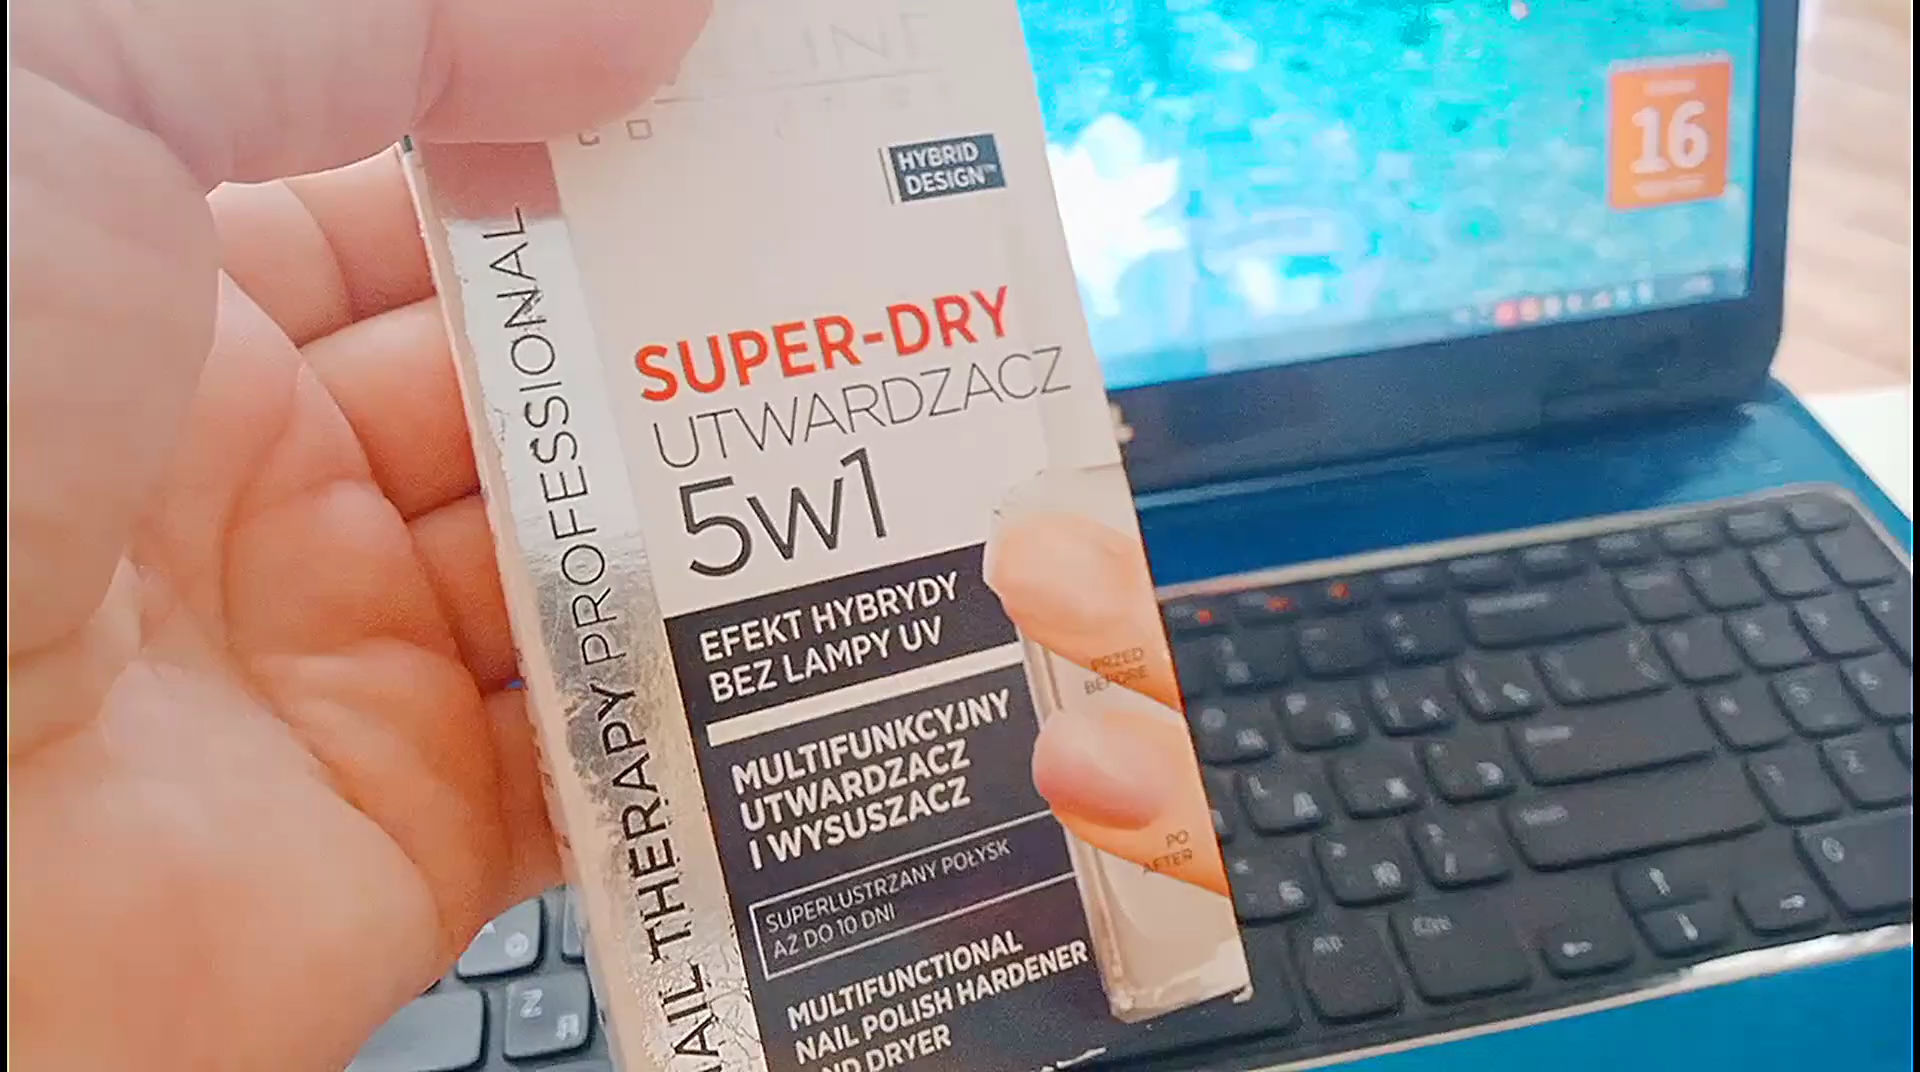 HYBRID
DESIGN™
SUPER-DRY
UTWARDZACZ
5w1
EFEKT HYBRYDY
BEZ LAMPY UV
MULTIFUNKCYJNY
UTWARDZACZ
I WYSUSZACZ
SUPERLUSTRZANY POŁYSK
AŻ DO 10 DNI
MULTIFUNCTIONAL
NAIL POLISH HARDENER
DRYER
PRZED
BEFORE
PO
AFTER
THERAPY PROFESSIONAL
16